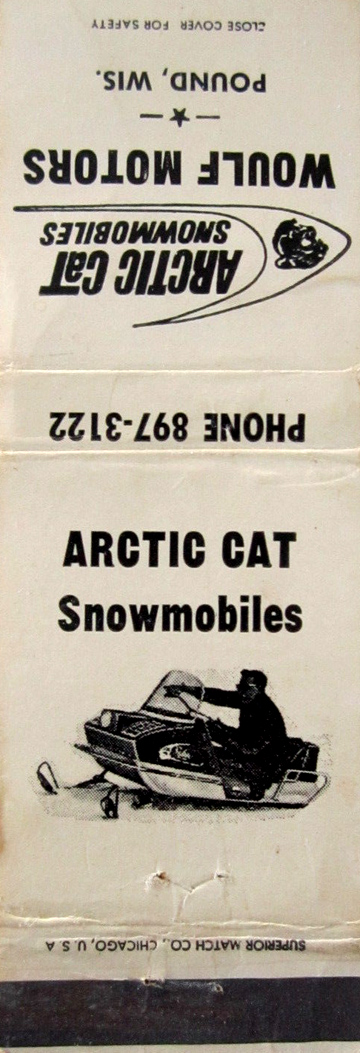 CLOSE COVER FOR SAFETY
POUND, WIS.
WOULF MOTORS
ARCTIC CaT
SNOWMOBILES
PHONE 897-3122
ARCTIC CAT
Snowmobiles
SUPERIOR MATCH CO., CHICAGO, U. S. A